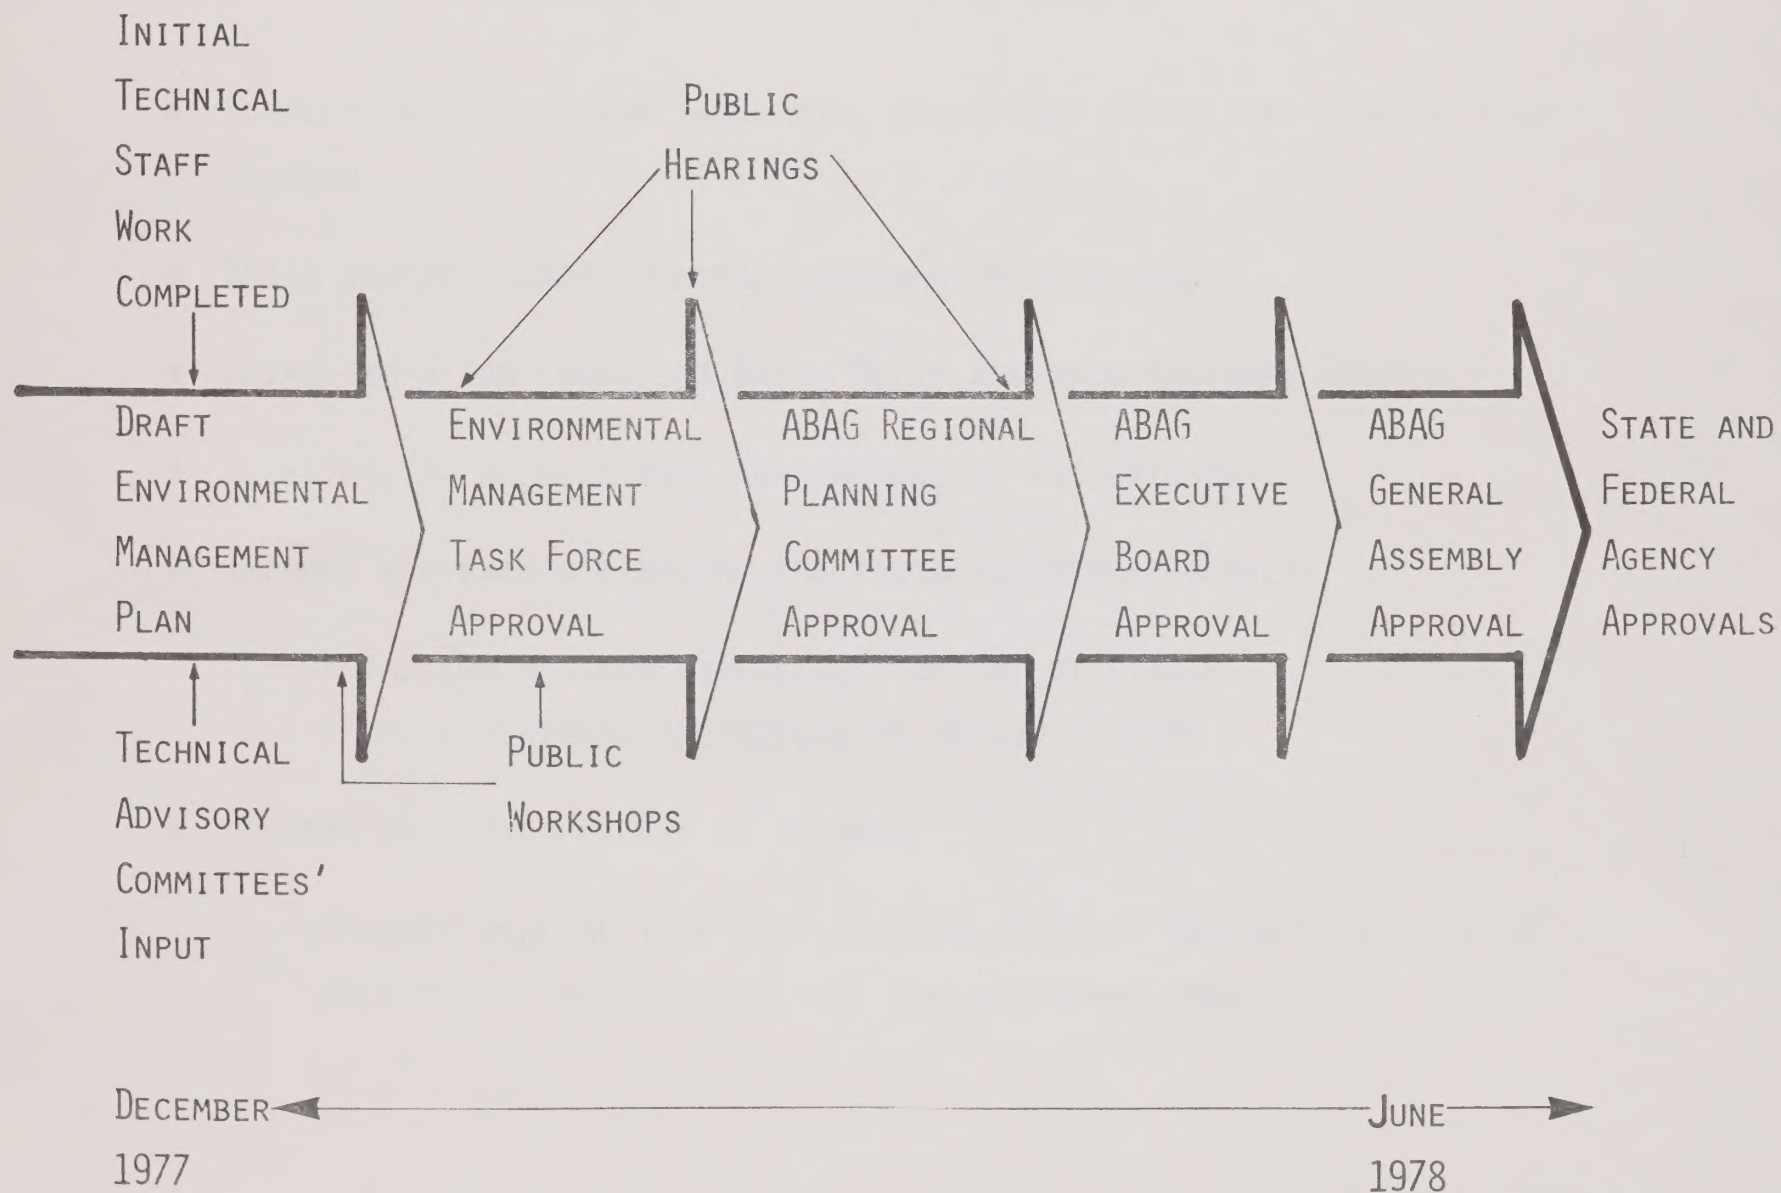 INITIAL
TECHNICAL
STAFF
WORK
COMPLETED
PUBLIC
HEARINGS
DRAFT
ENVIRONMENTAL
MANAGEMENT
PLAN
ENVIRONMENTAL
MANAGEMENT
TASK FORCE
APPROVAL
ABAG REGIONAL
PLANNING
COMMITTEE
APPROVAL
ABAG
EXECUTIVE
BOARD
APPROVAL
ABAG
GENERAL
ASSEMBLY
APPROVAL
STATE AND
FEDERAL
AGENCY
APPROVALS
TECHNICAL
ADVISORY
COMMITTEES'
INPUT
PUBLIC
WORKSHOPS
DECEMBER
1977
JUNE
1978